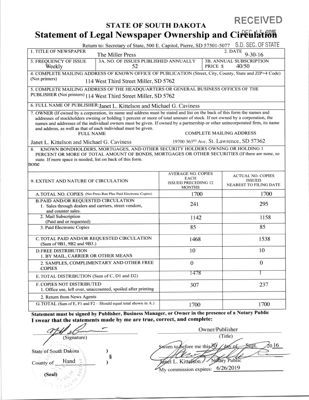 RECEIVED
STATE OF SOUTH DAKOTA
Statement of Legal Newspaper Ownership and Circulation
Return to: Secretary of State, 500 E. Capitol, Pierre, SD 57501-5077 S.D. SEC. OF STATE
1. TITLE OF NEWSPAPER
The Miller Press
2. DATE
9-30-16
3. FREQUENCY OF ISSUE
Weekly
3A. NO. OF ISSUES PUBLISHED ANNUALLY
52
3B. ANNUAL SUBSCRIPTION
PRICE $ 40/50
4. COMPLETE MAILING ADDRESS OF KNOWN OFFICE OF PUBLICATION (Street, City, County, State and ZIP+4 Code)
(Not printers) 114 West Third Street Miller, SD 5762
5. COMPLETE MAILING ADDRESS OF THE HEADQUARTERS OR GENERAL BUSINESS OFFICES OF THE
PUBLISHER (Not printers) 114 West Third Street Miller, SD 5762
6. FULL NAME OF PUBLISHER Janet L. Kittelson and Michael G. Caviness
7. OWNER (If owned by a corporation, its name and address must be stated and on the back of this form the names and
addresses of stockholders owning or holding 1 percent or more of total amount of stock. If not owned by a corporation, the
names and addresses of the individual owners must be given. If owned by a partnership or other unincorporated firm, its name
and address, as well as that of each individual must be given.
FULL NAME
COMPLETE MAILING ADDRESS
Janet L. Kittelson and Michael G. Caviness
Ave. St. Lawrence, SD 57362
8. KNOWN BONDHOLDERS, MORTGAGES, AND OTHER SECURITY HOLDERS OWNING OR HOLDING 1
PERCENT OR MORE OF TOTAL AMOUNT OF BONDS, MORTGAGES OR OTHER SECURITIES (If there are none, so
state. If more space is needed, list on back of this form.
none
9. EXTENT AND NATURE OF CIRCULATION
AVERAGE NO. COPIES
EACH
ISSUED PRECEDING 12
MONTHS
ACTUAL NO. COPIES
ISSUED
NEAREST TO FILING DATE
A.TOTAL NO. COPIES (Net Press Run Plus Paid Electronic Copies)
1700
1700
B.PAID AND/OR REQUESTED CIRCULATION
1. Sales through dealers and carriers, street vendors,
and counter sales.
241
295
2. Mail Subscription
(Paid and/or requested)
1142
1158
3. Paid Electronic Copies
85
85
C.TOTAL PAID AND/OR REQUESTED CIRCULATION
(Sum of 9B1, 9B2 and 9B3.)
1468
1538
D.FREE DISTRIBUTION
1. BY MAIL, CARRIER OR OTHER MEANS
10
10
2. SAMPLES, COMPLIMENTARY AND OTHER FREE
COPIES
0
0
E. TOTAL DISTRIBUTION (Sum of C, D1 and D2)
1478
F. COPIES NOT DISTRIBUTED
1. Office use, left over, unaccounted, spoiled after printing
307
237
2. Return from News Agents
G.TOTAL (Sum of E, F1 and F2 - Should equal total shown in A.)
1700
1700
Statement must be signed by Publisher, Business Manager, or Owner in the presence of a Notary Public
I swear that the statements made by me are true, correct, and complete:
(Signature)
Owner/Publisher
(Title)
State of South Dakota )
§
County of Hand )
(Seal)
Sworn to before me this day of Sept. 2016
Janet L. Kittelson / Notary Public
My commission expires: 6/26/2019